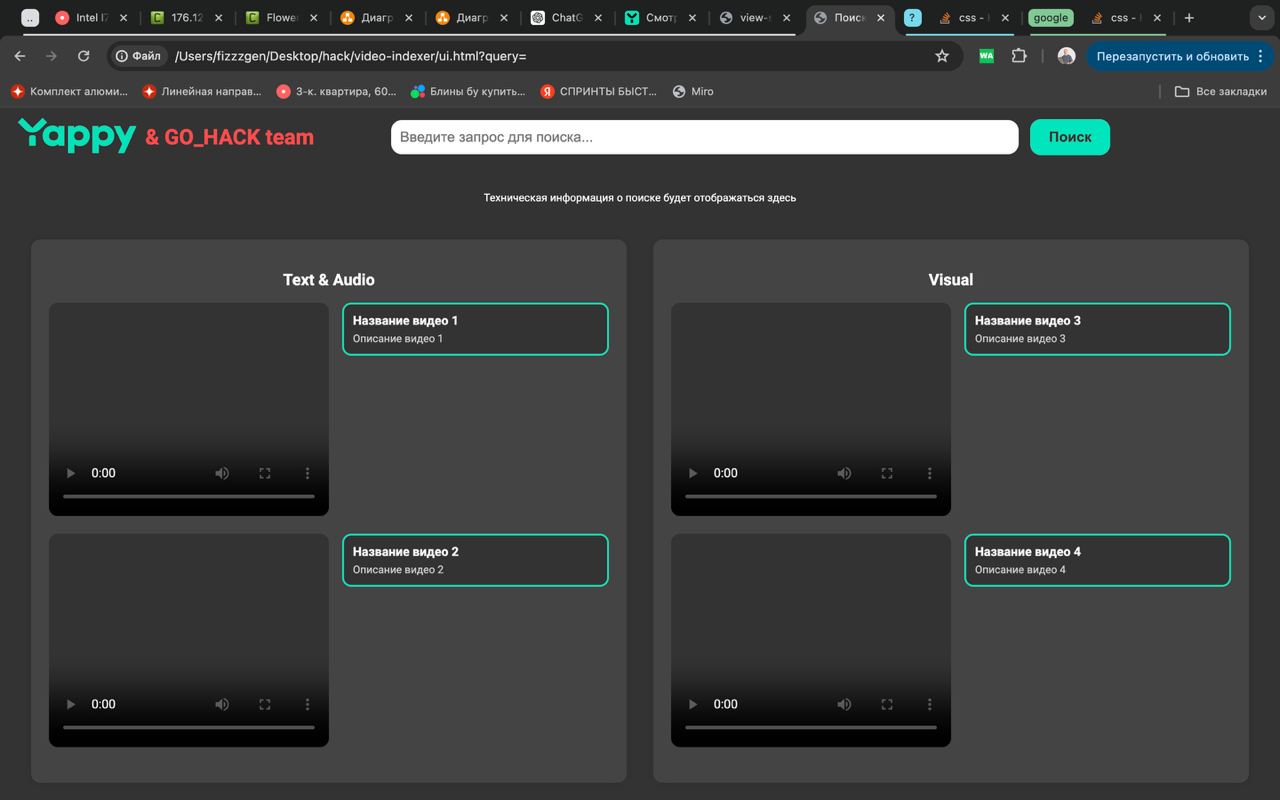 ..
Intel I7
176.12
Flowe
Диагр
Диагр
ChatG
Смотр
view-s
Поиск
?
css -
google
css -
Файл
/Users/fizzzgen/Desktop/hack/video-indexer/ui.html?query=
WA
Перезапустить и обновить
Комплект алюми...
Линейная направ...
3-к. квартира, 60...
Блины бу купить...
Я
СПРИНТЫ БЫСТ...
Miro
Все закладки
Yappy & GO_HACK team
Введите запрос для поиска...
Поиск
Техническая информация о поиске будет отображаться здесь
Text & Audio
Название видео 1
Описание видео 1
0:00
Название видео 2
Описание видео 2
0:00
Visual
Название видео 3
Описание видео 3
0:00
Название видео 4
Описание видео 4
0:00